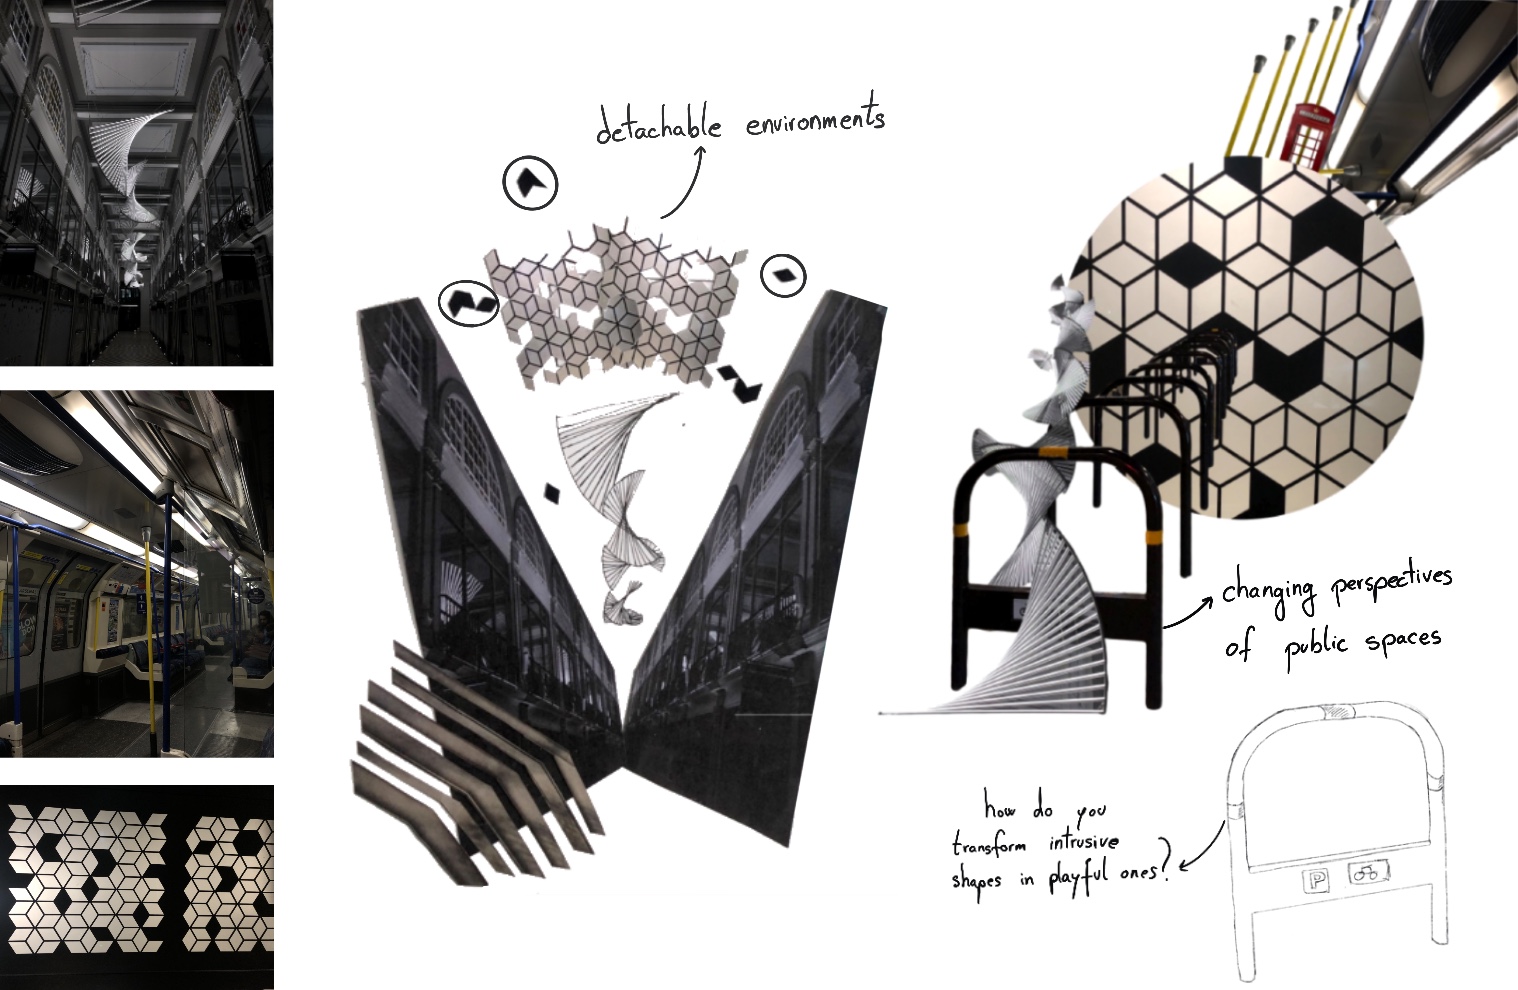 detachable environments
changing perspectives
of public spaces
how do you
transform intrusive
shapes in playful ones?
P